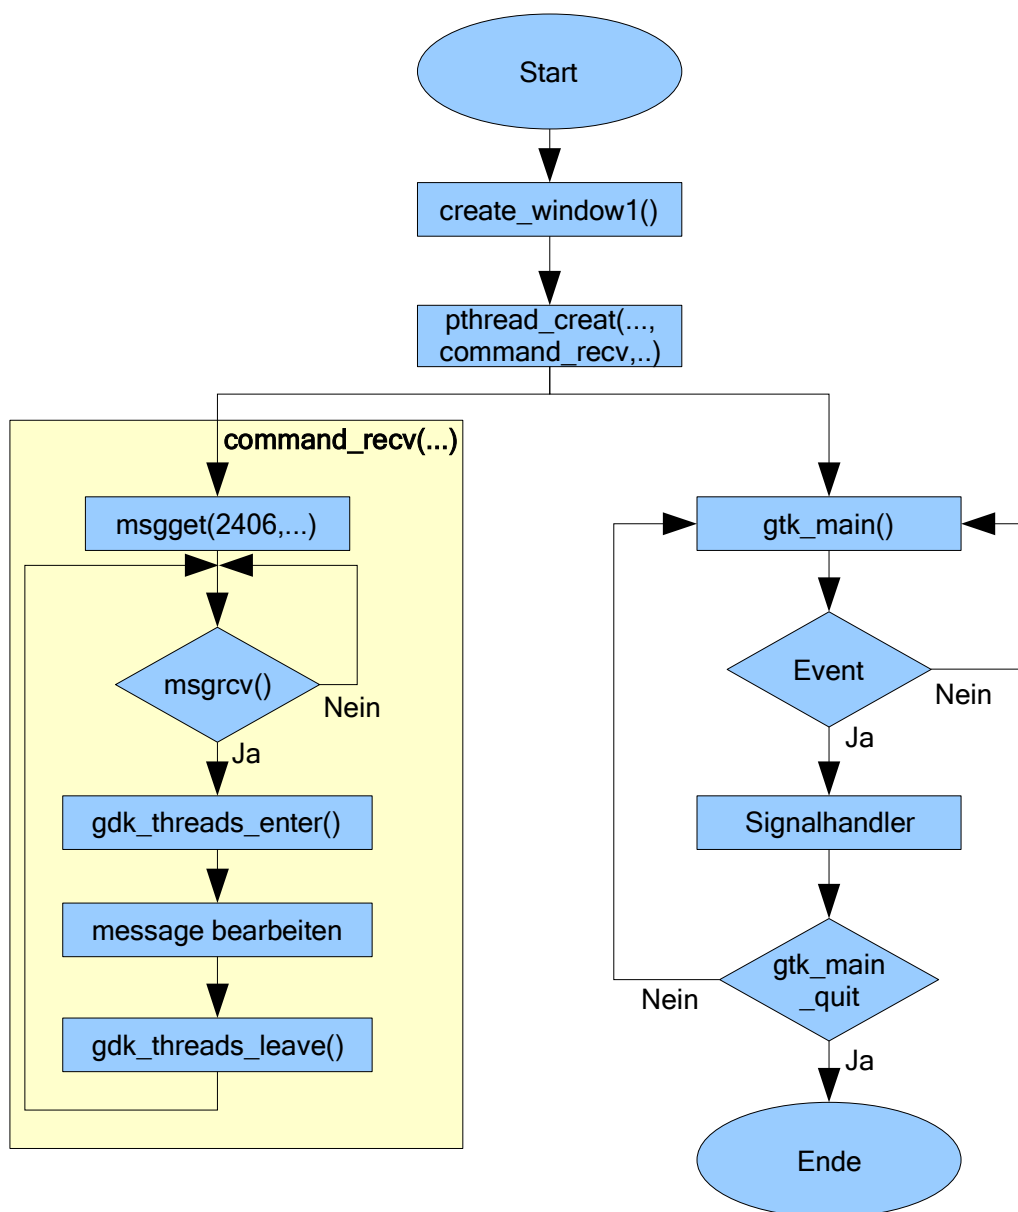 Start
create_window1()
pthread_creat(...,
command_recv,..)
command_recv(...)
msgget(2406,...)
msgrcv()
Nein
Ja
gdk_threads_enter()
message bearbeiten
gdk_threads_leave()
gtk_main()
Event
Nein
Ja
Signalhandler
gtk_main
_quit
Nein
Ja
Ende